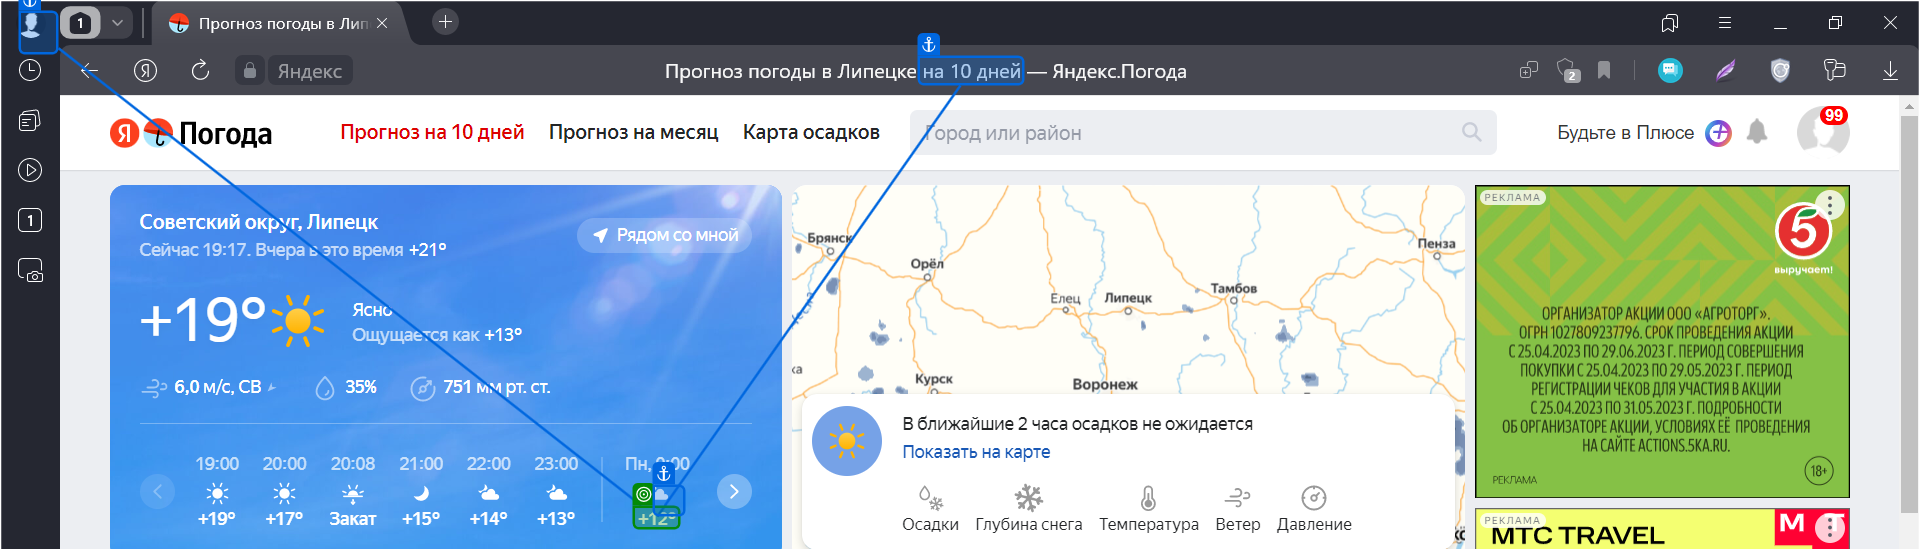 1 Прогноз погоды в Лип
Яндекс Прогноз погоды в Липецке на 10 дней — Яндекс.Погода 2
Я Погода Прогноз на 10 дней Прогноз на месяц Карта осадков Город или район Будьте в Плюсе 99
1
Советский округ, Липецк
Сейчас 19:17. Вчера в это время +21°
Рядом со мной
+19°
Ясно
Ощущается как +13°
6,0 м/с, СВ 35% 751 мм рт. ст.
19:00 20:00 20:08 21:00 22:00 23:00 Пн, 0:00
+19° +17° Закат +15° +14° +13° +12°
Брянск
Орёл
Пенза
Елец Липецк Тамбов
ка
Курск
Воронеж
В ближайшие 2 часа осадков не ожидается
Показать на карте
Осадки Глубина снега Температура Ветер Давление
РЕКЛАМА
5
выручает!
ОРГАНИЗАТОР АКЦИИ ООО «АГРОТОРГ».
ОГРН 1027809237796. СРОК ПРОВЕДЕНИЯ АКЦИИ
С 25.04.2023 ПО 29.06.2023 Г. ПЕРИОД СОВЕРШЕНИЯ
ПОКУПКИ С 25.04.2023 ПО 29.05.2023 Г. ПЕРИОД
РЕГИСТРАЦИИ ЧЕКОВ ДЛЯ УЧАСТИЯ В АКЦИИ
С 25.04.2023 ПО 31.05.2023 Г. ПОДРОБНОСТИ
ОБ ОРГАНИЗАТОРЕ АКЦИИ, УСЛОВИЯХ ЕЁ ПРОВЕДЕНИЯ
НА САЙТЕ ACTIONS.5KA.RU.
РЕКЛАМА 18+
РЕКЛАМА
МТС TRAVEL М Т